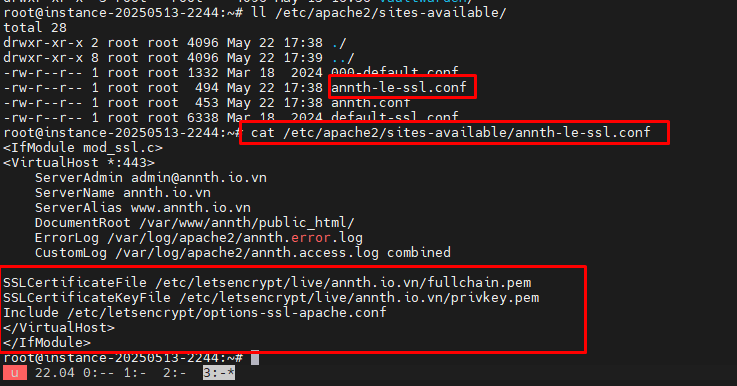 root@instance-20250513-2244:~# ll /etc/apache2/sites-available/
total 28
drwxr-xr-x 2 root root 4096 May 22 17:38 ./
drwxr-xr-x 8 root root 4096 May 22 17:39 ../
-rw-r--r-- 1 root root 1332 Mar 18  2024 000-default.conf
-rw-r--r-- 1 root root  494 May 22 17:38 annth-le-ssl.conf
-rw-r--r-- 1 root root  453 May 22 17:38 annth.conf
-rw-r--r-- 1 root root 6338 Mar 18  2024 default-ssl.conf
root@instance-20250513-2244:~# cat /etc/apache2/sites-available/annth-le-ssl.conf
<IfModule mod_ssl.c>
<VirtualHost *:443>
    ServerAdmin admin@annth.io.vn
    ServerName annth.io.vn
    ServerAlias www.annth.io.vn
    DocumentRoot /var/www/annth/public_html/
    ErrorLog /var/log/apache2/annth.error.log
    CustomLog /var/log/apache2/annth.access.log combined
SSLCertificateFile /etc/letsencrypt/live/annth.io.vn/fullchain.pem
SSLCertificateKeyFile /etc/letsencrypt/live/annth.io.vn/privkey.pem
Include /etc/letsencrypt/options-ssl-apache.conf
</VirtualHost>
</IfModule>
root@instance-20250513-2244:~#
u 22.04 0:-- 1:- 2:- 3:-*